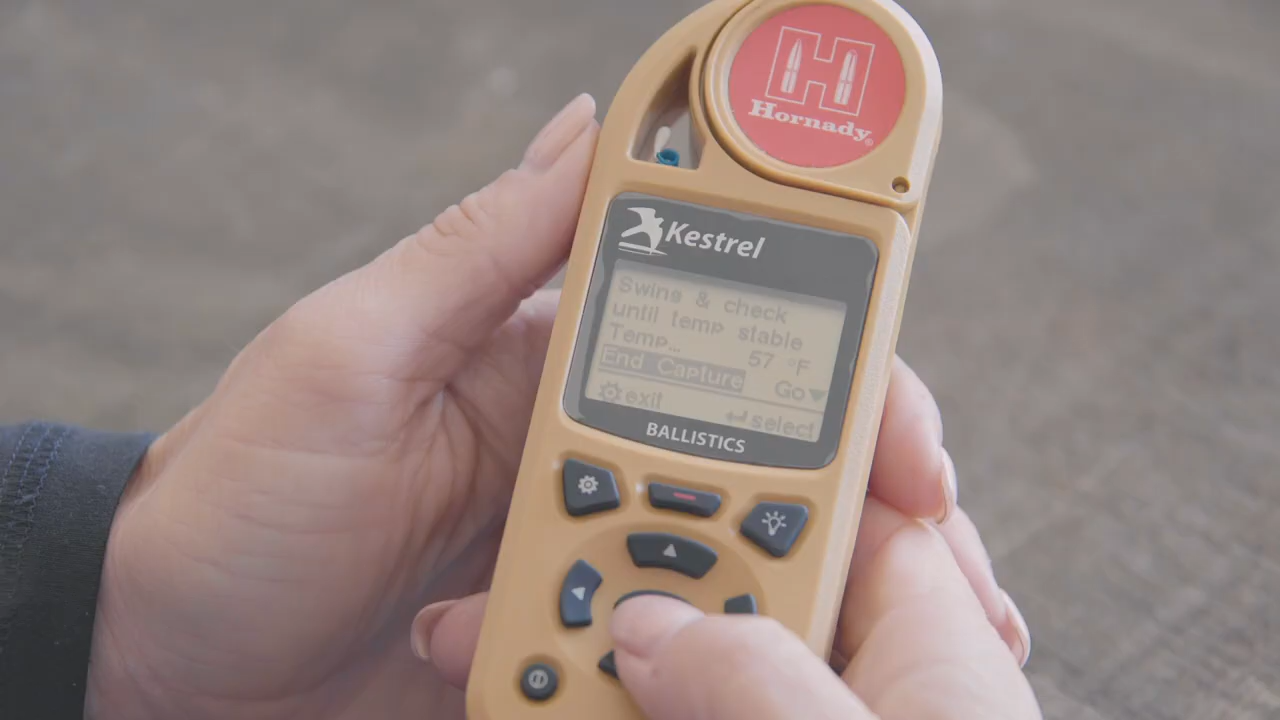 H
Hornady®
Kestrel
Swing & check
until temp stable
Temp… 57 °F
End Capture Go
exit select
BALLISTICS